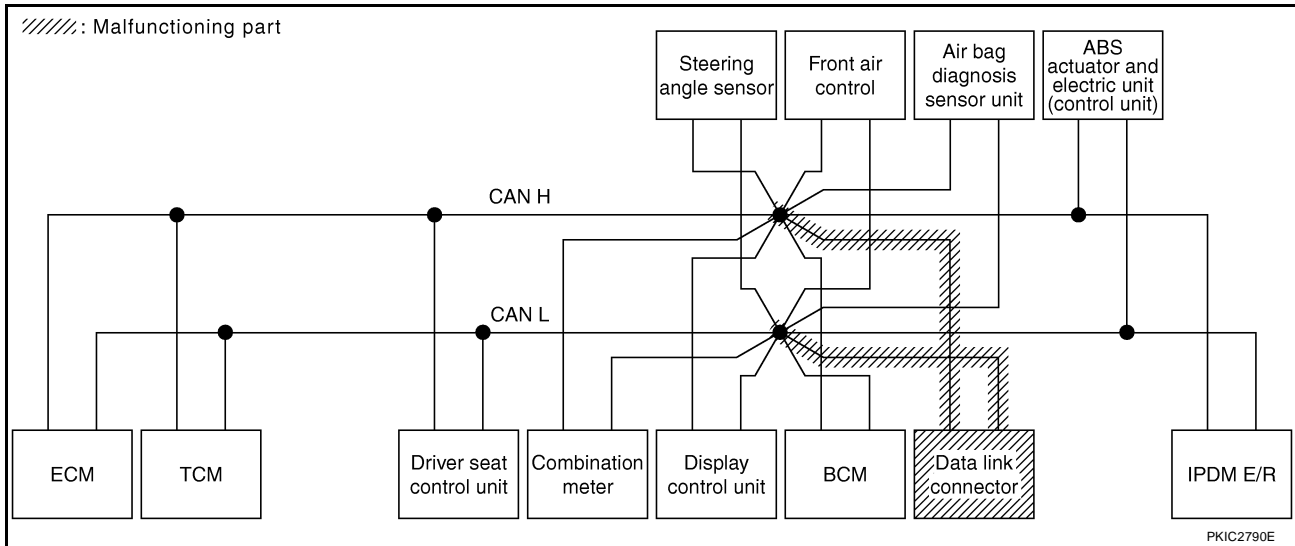 : Malfunctioning part
Steering
angle sensor
Front air
control
Air bag
diagnosis
sensor unit
ABS
actuator and
electric unit
(control unit)
CAN H
CAN L
ECM
TCM
Driver seat
control unit
Combination
meter
Display
control unit
BCM
Data link
connector
IPDM E/R
PKIC2790E